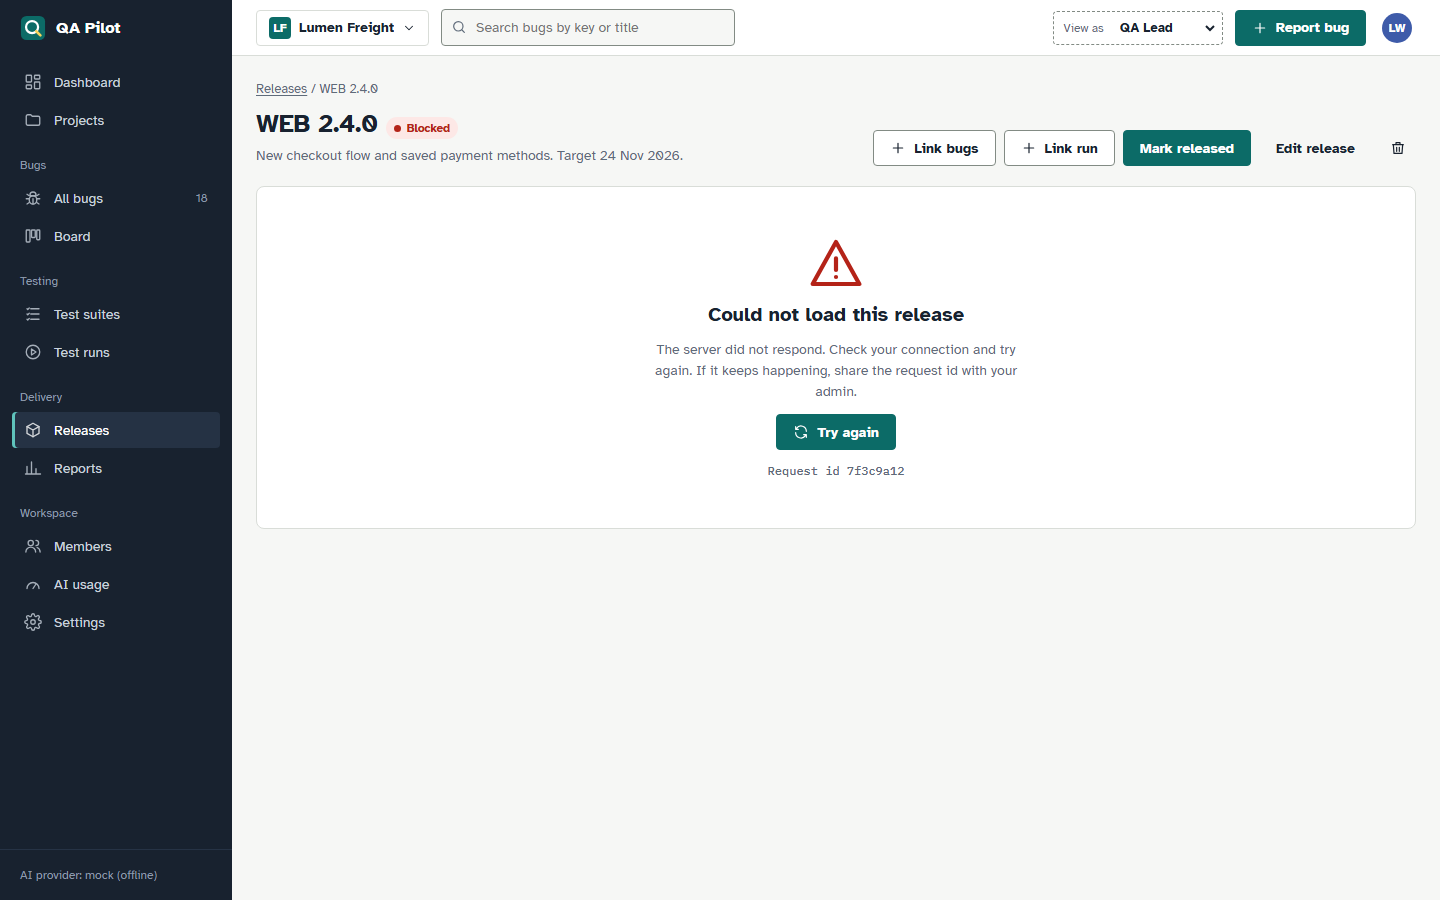 QA Pilot
Dashboard
Projects
Bugs
All bugs 18
Board
Testing
Test suites
Test runs
Delivery
Releases
Reports
Workspace
Members
AI usage
Settings
AI provider: mock (offline)
LF Lumen Freight
Search bugs by key or title
View as QA Lead
Report bug
LW
Releases / WEB 2.4.0
WEB 2.4.0 Blocked
New checkout flow and saved payment methods. Target 24 Nov 2026.
Link bugs
Link run
Mark released
Edit release
Could not load this release
The server did not respond. Check your connection and try
again. If it keeps happening, share the request id with your
admin.
Try again
Request id 7f3c9a12